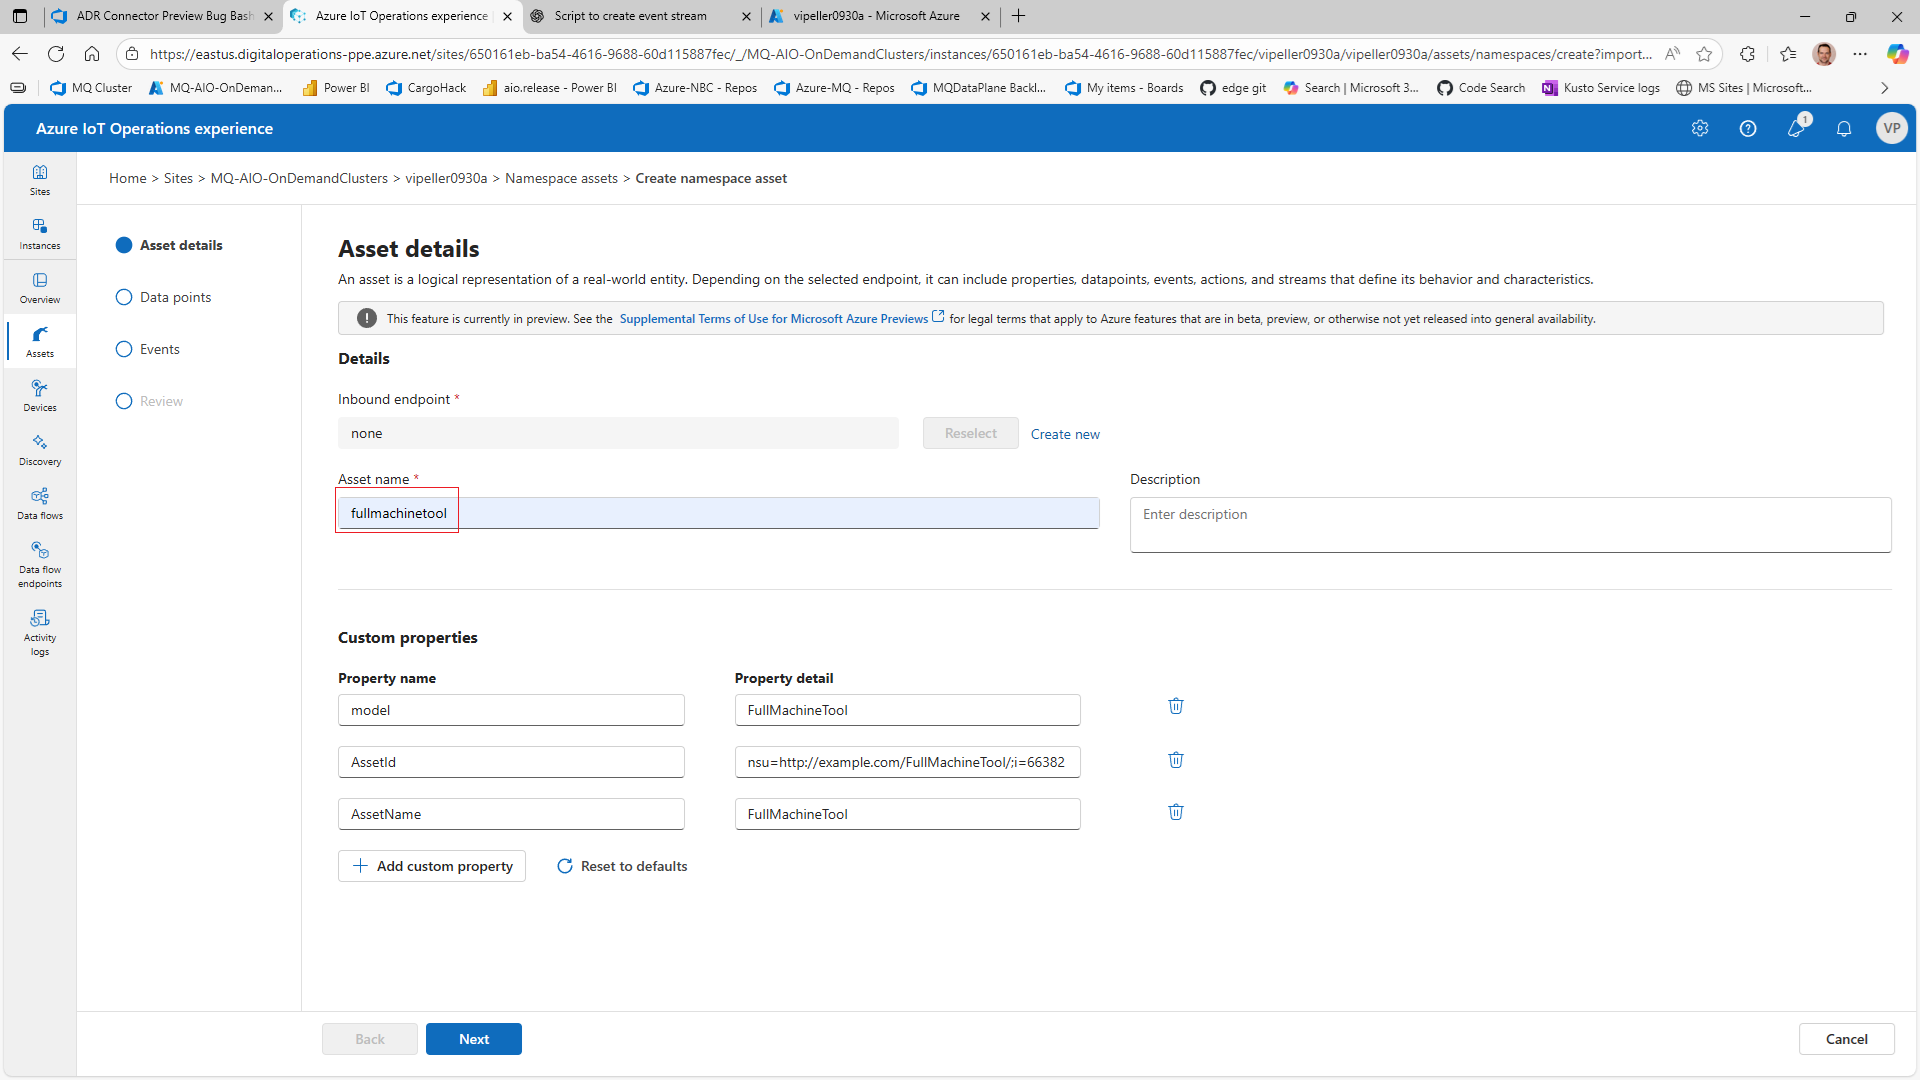 ADR Connector Preview Bug Bash
Azure IoT Operations experience
Script to create event stream
vipeller0930a - Microsoft Azure
https://eastus.digitaloperations-ppe.azure.net/sites/650161eb-ba54-4616-9688-60d115887fec/_/MQ-AIO-OnDemandClusters/instances/650161eb-ba54-4616-9688-60d115887fec/vipeller0930a/vipeller0930a/assets/namespaces/create?import...
MQ Cluster
MQ-AIO-OnDeman...
Power BI
CargoHack
aio.release - Power BI
Azure-NBC - Repos
Azure-MQ - Repos
MQDataPlane Backl...
My items - Boards
edge git
Search | Microsoft 3...
Code Search
Kusto Service logs
MS Sites | Microsoft...
Azure IoT Operations experience
1
VP
Sites
Instances
Overview
Assets
Devices
Discovery
Data flows
Data flow
endpoints
Activity
logs
Home > Sites > MQ-AIO-OnDemandClusters > vipeller0930a > Namespace assets > Create namespace asset
Asset details
Data points
Events
Review
Asset details
An asset is a logical representation of a real-world entity. Depending on the selected endpoint, it can include properties, datapoints, events, actions, and streams that define its behavior and characteristics.
This feature is currently in preview. See the Supplemental Terms of Use for Microsoft Azure Previews for legal terms that apply to Azure features that are in beta, preview, or otherwise not yet released into general availability.
Details
Inbound endpoint *
none
Reselect
Create new
Asset name *
fullmachinetool
Description
Enter description
Custom properties
Property name
Property detail
model
FullMachineTool
AssetId
nsu=http://example.com/FullMachineTool/;i=66382
AssetName
FullMachineTool
Add custom property
Reset to defaults
Back
Next
Cancel